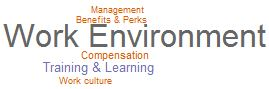 Management
Benefits & Perks
Work Environment
Compensation
Training & Learning
Work culture